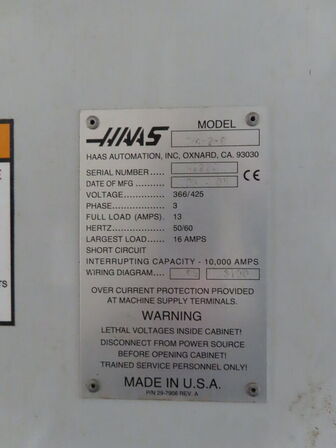 HAAS
MODEL
HAAS AUTOMATION, INC, OXNARD, CA. 93030
SERIAL NUMBER
CE
DATE OF MFG
VOLTAGE 366/425
PHASE 3
FULL LOAD (AMPS). 13
HERTZ 50/60
LARGEST LOAD 16 AMPS
SHORT CIRCUIT
INTERRUPTING CAPACITY - 10,000 AMPS
WIRING DIAGRAM
OVER CURRENT PROTECTION PROVIDED
AT MACHINE SUPPLY TERMINALS.
WARNING
LETHAL VOLTAGES INSIDE CABINET!
DISCONNECT FROM POWER SOURCE
BEFORE OPENING CABINET!
TRAINED SERVICE PERSONNEL ONLY!
MADE IN U.S.A.
P/N 29-7908 REV. A